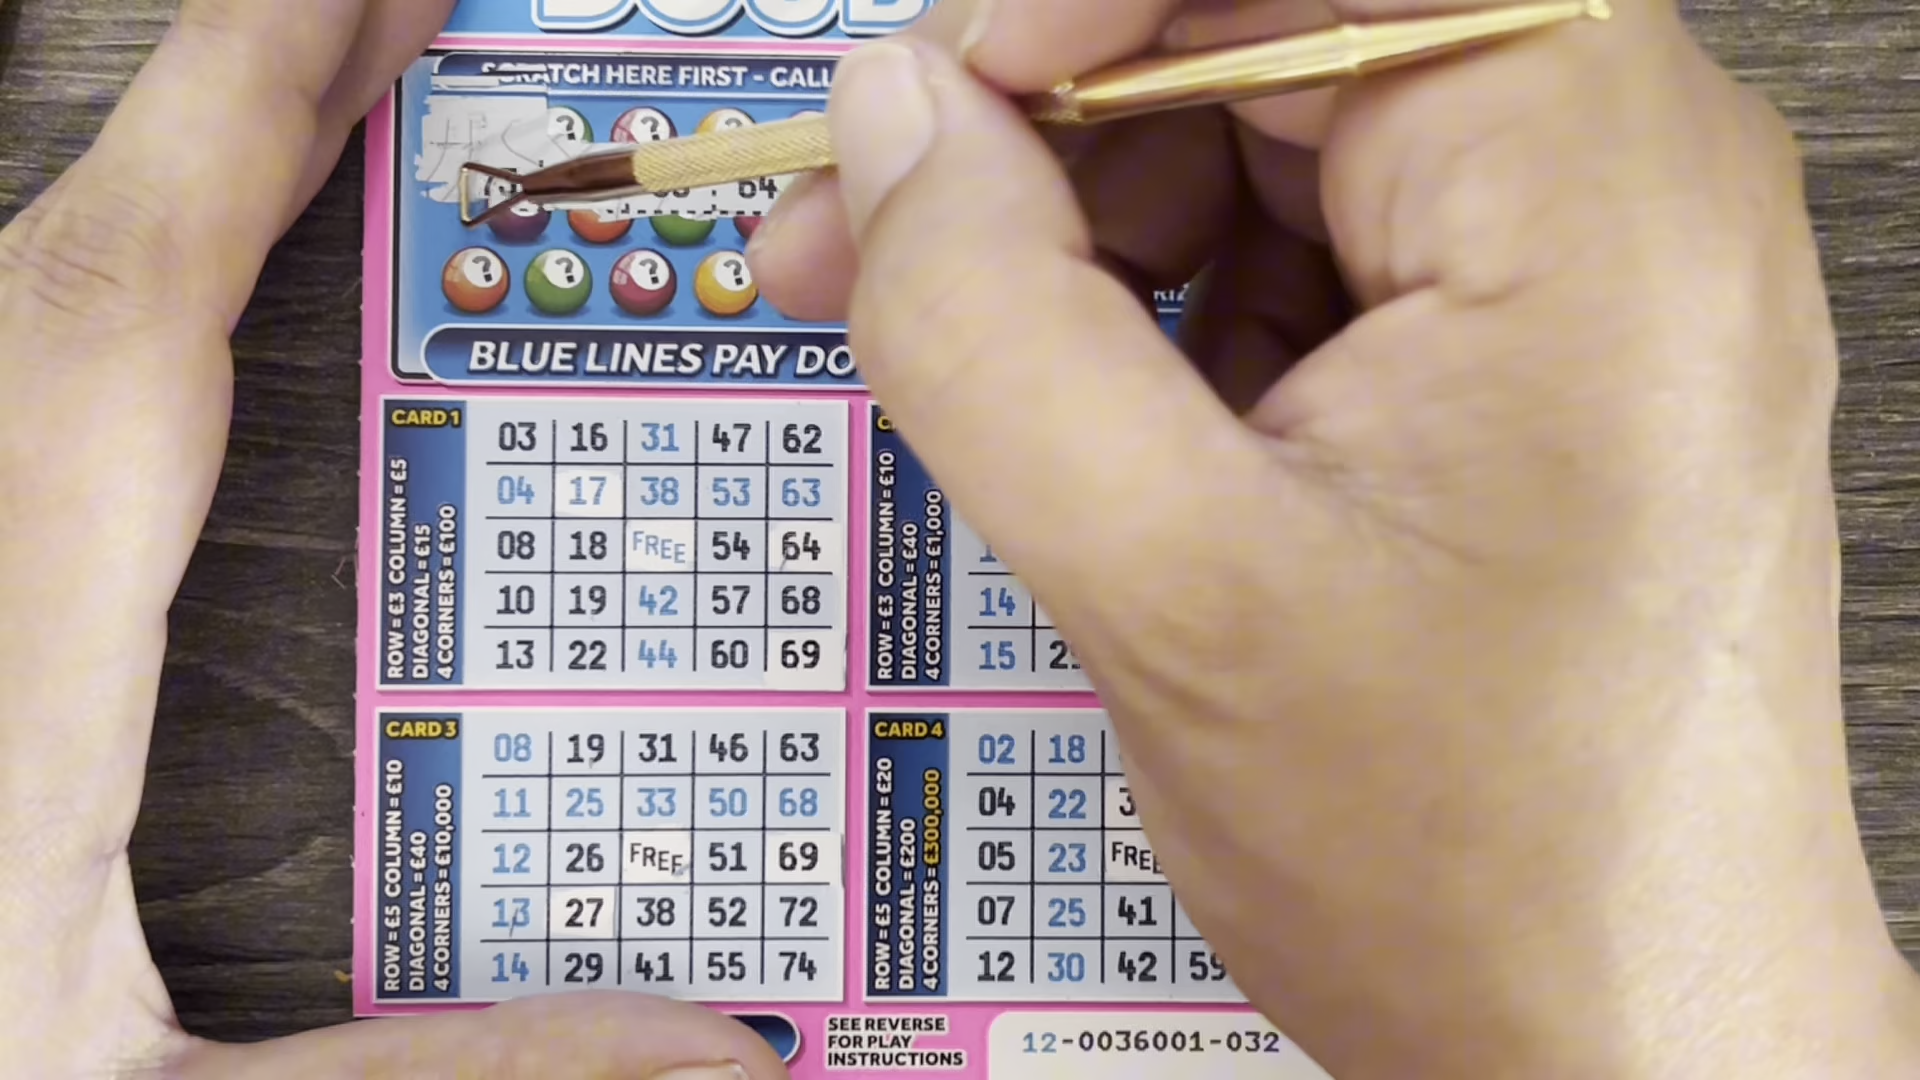 SCRATCH HERE FIRST - CALL
? ? ?
64
? ? ? ?
BLUE LINES PAY DO
CARD 1
ROW = £3 COLUMN = £5
DIAGONAL = £15
4 CORNERS = £100
03 16 31 47 62
04 17 38 53 63
08 18 FREE 54 64
10 19 42 57 68
13 22 44 60 69
ROW = £3 COLUMN = £10
DIAGONAL = £40
4 CORNERS = £1,000
14
15
CARD 3
ROW = £5 COLUMN = £10
DIAGONAL = £40
4 CORNERS = £10,000
08 19 31 46 63
11 25 33 50 68
12 26 FREE 51 69
13 27 38 52 72
14 29 41 55 74
CARD 4
ROW = £5 COLUMN = £20
DIAGONAL = £200
4 CORNERS = £300,000
02 18
04 22
05 23 FREE
07 25 41
12 30 42 59
SEE REVERSE
FOR PLAY
INSTRUCTIONS
12-0036001-032